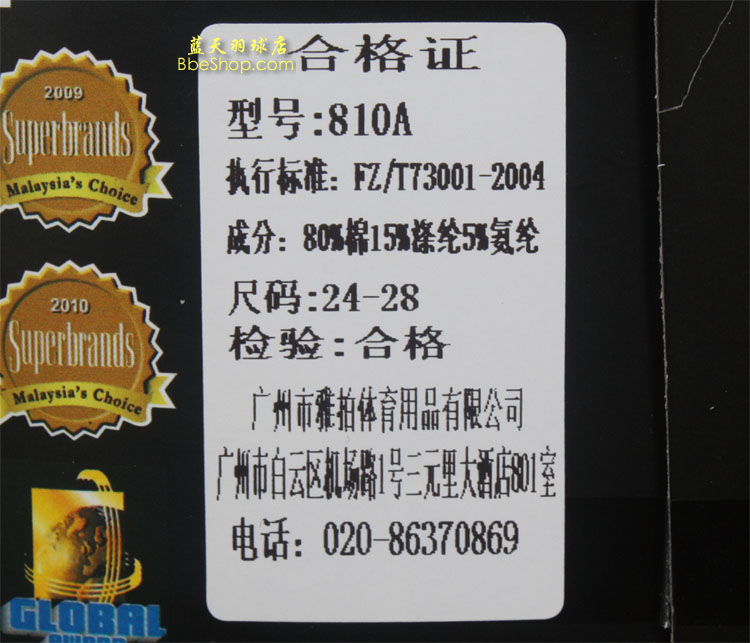 蓝天羽球店
BbeShop.com
合格证
型号:810A
执行标准: FZ/T73001-2004
成分: 80%棉15%涤纶5%氨纶
尺码:24-28
检验:合格
广州市雅拍体育用品有限公司
广州市白云区机场路1号三元里大酒店801室
电话: 020-86370869
2009
Superbrands
Malaysia's Choice
2010
Superbrands
Malaysia's Choice
GLOBAL